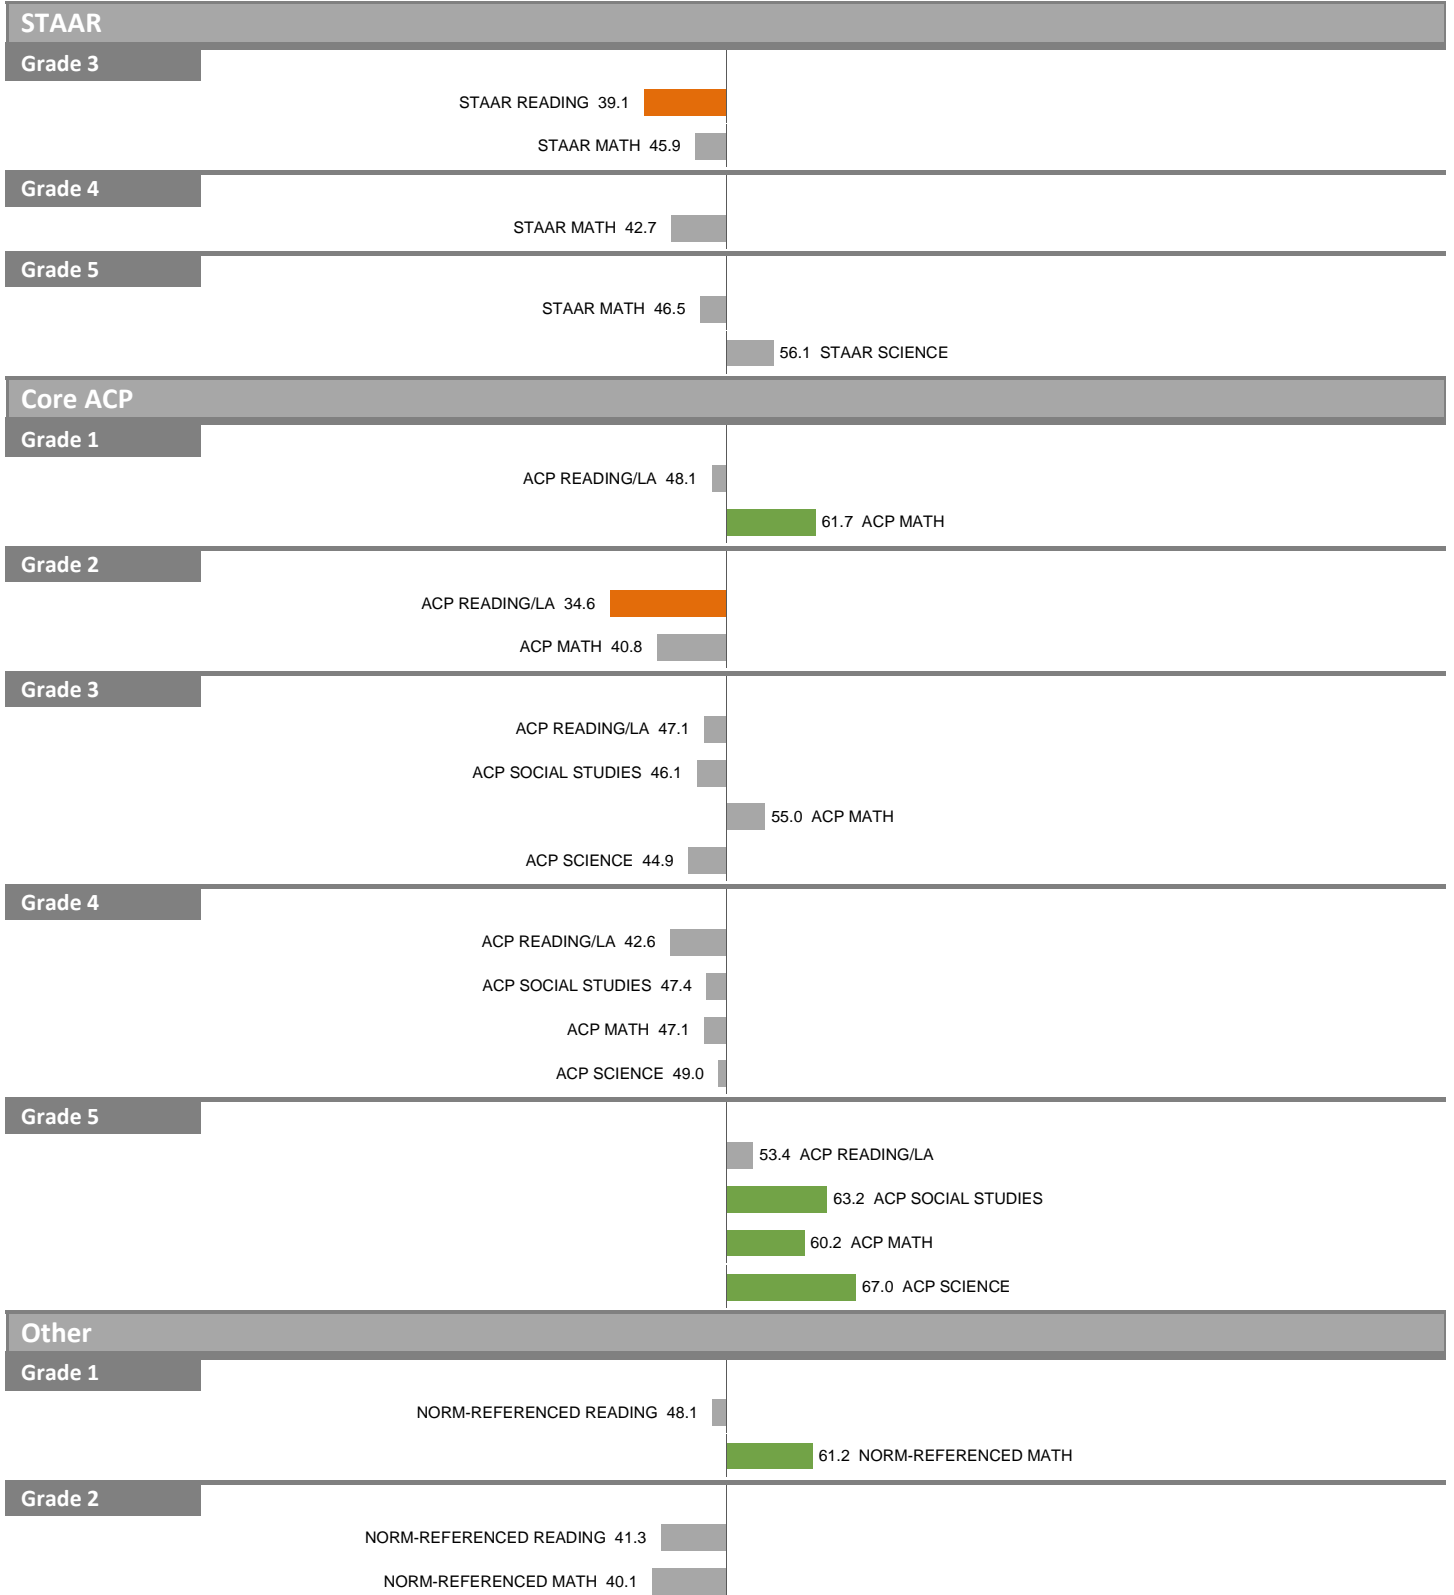 STAAR
Grade 3
STAAR READING 39.1
STAAR MATH 45.9
Grade 4
STAAR MATH 42.7
Grade 5
STAAR MATH 46.5
56.1 STAAR SCIENCE
Core ACP
Grade 1
ACP READING/LA 48.1
61.7 ACP MATH
Grade 2
ACP READING/LA 34.6
ACP MATH 40.8
Grade 3
ACP READING/LA 47.1
ACP SOCIAL STUDIES 46.1
55.0 ACP MATH
ACP SCIENCE 44.9
Grade 4
ACP READING/LA 42.6
ACP SOCIAL STUDIES 47.4
ACP MATH 47.1
ACP SCIENCE 49.0
Grade 5
53.4 ACP READING/LA
63.2 ACP SOCIAL STUDIES
60.2 ACP MATH
67.0 ACP SCIENCE
Other
Grade 1
NORM-REFERENCED READING 48.1
61.2 NORM-REFERENCED MATH
Grade 2
NORM-REFERENCED READING 41.3
NORM-REFERENCED MATH 40.1